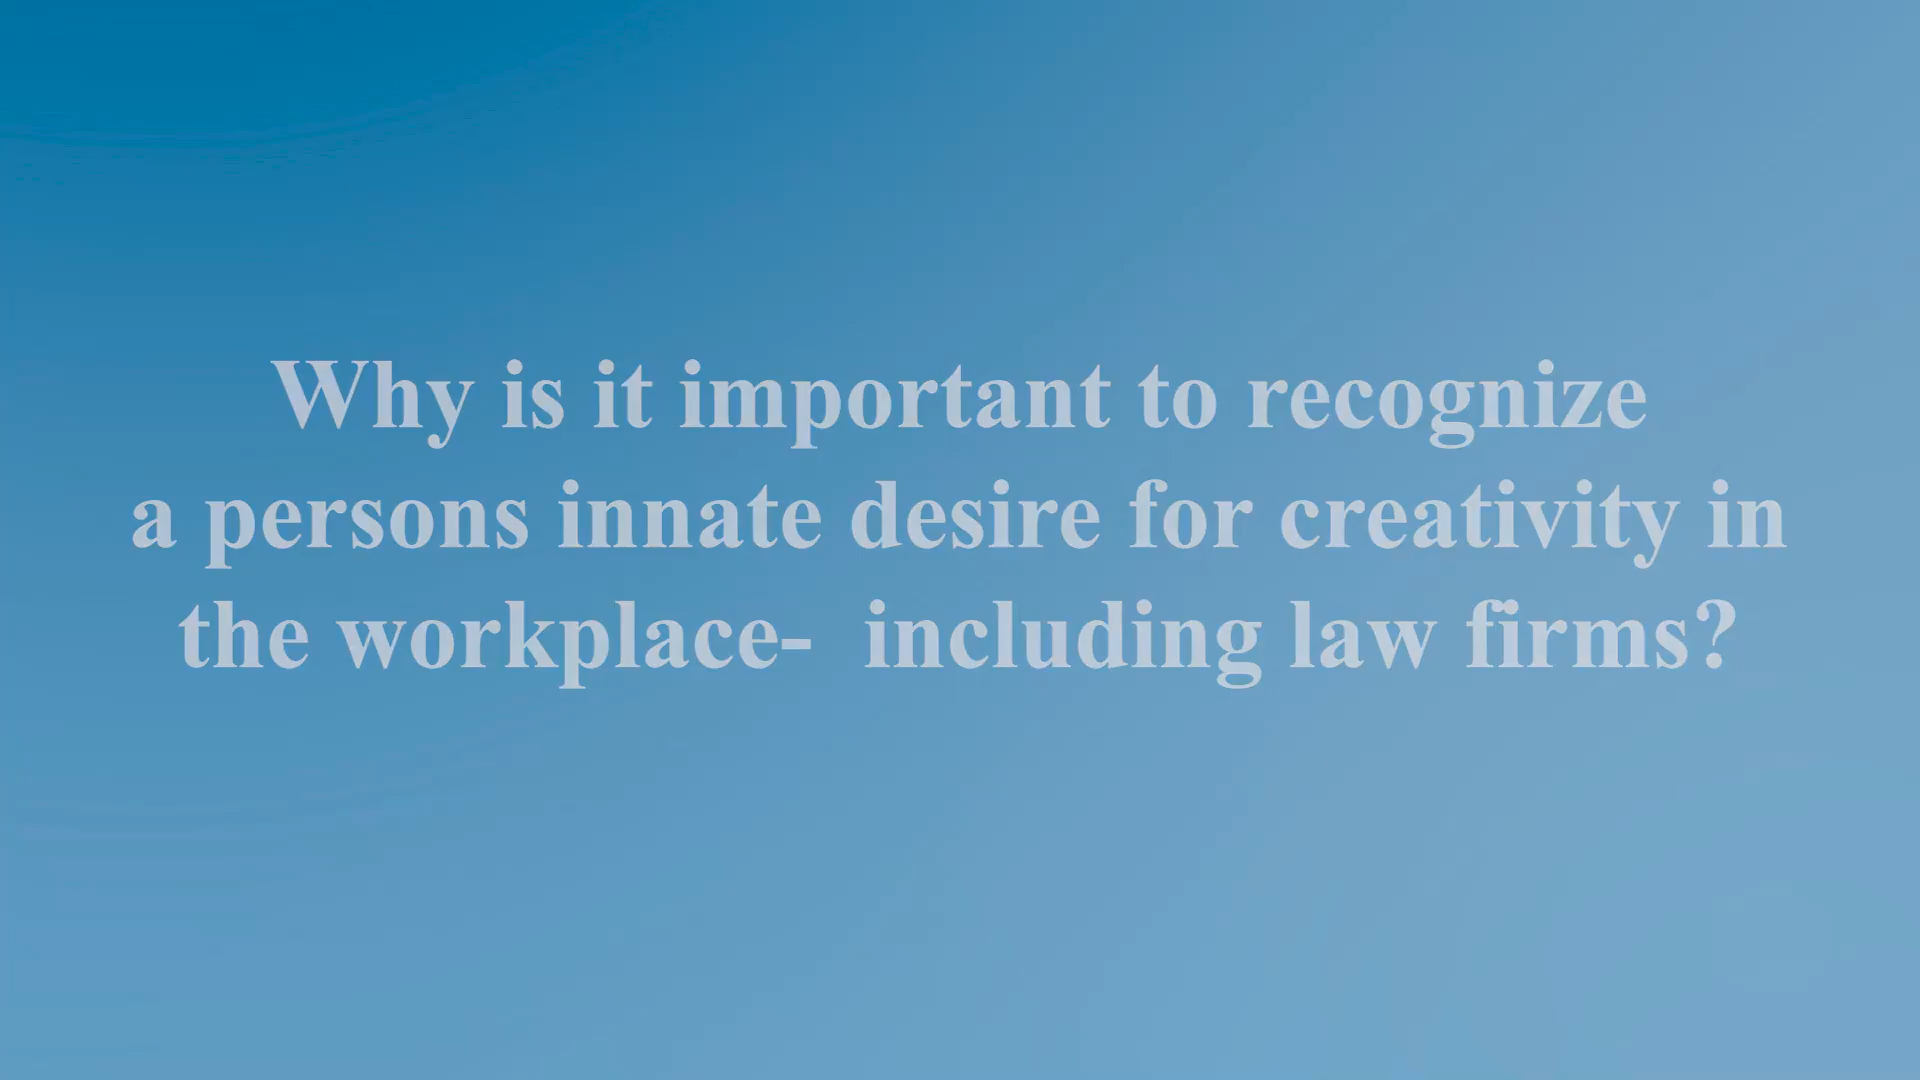 Why is it important to recognize
a persons innate desire for creativity in
the workplace-  including law firms?